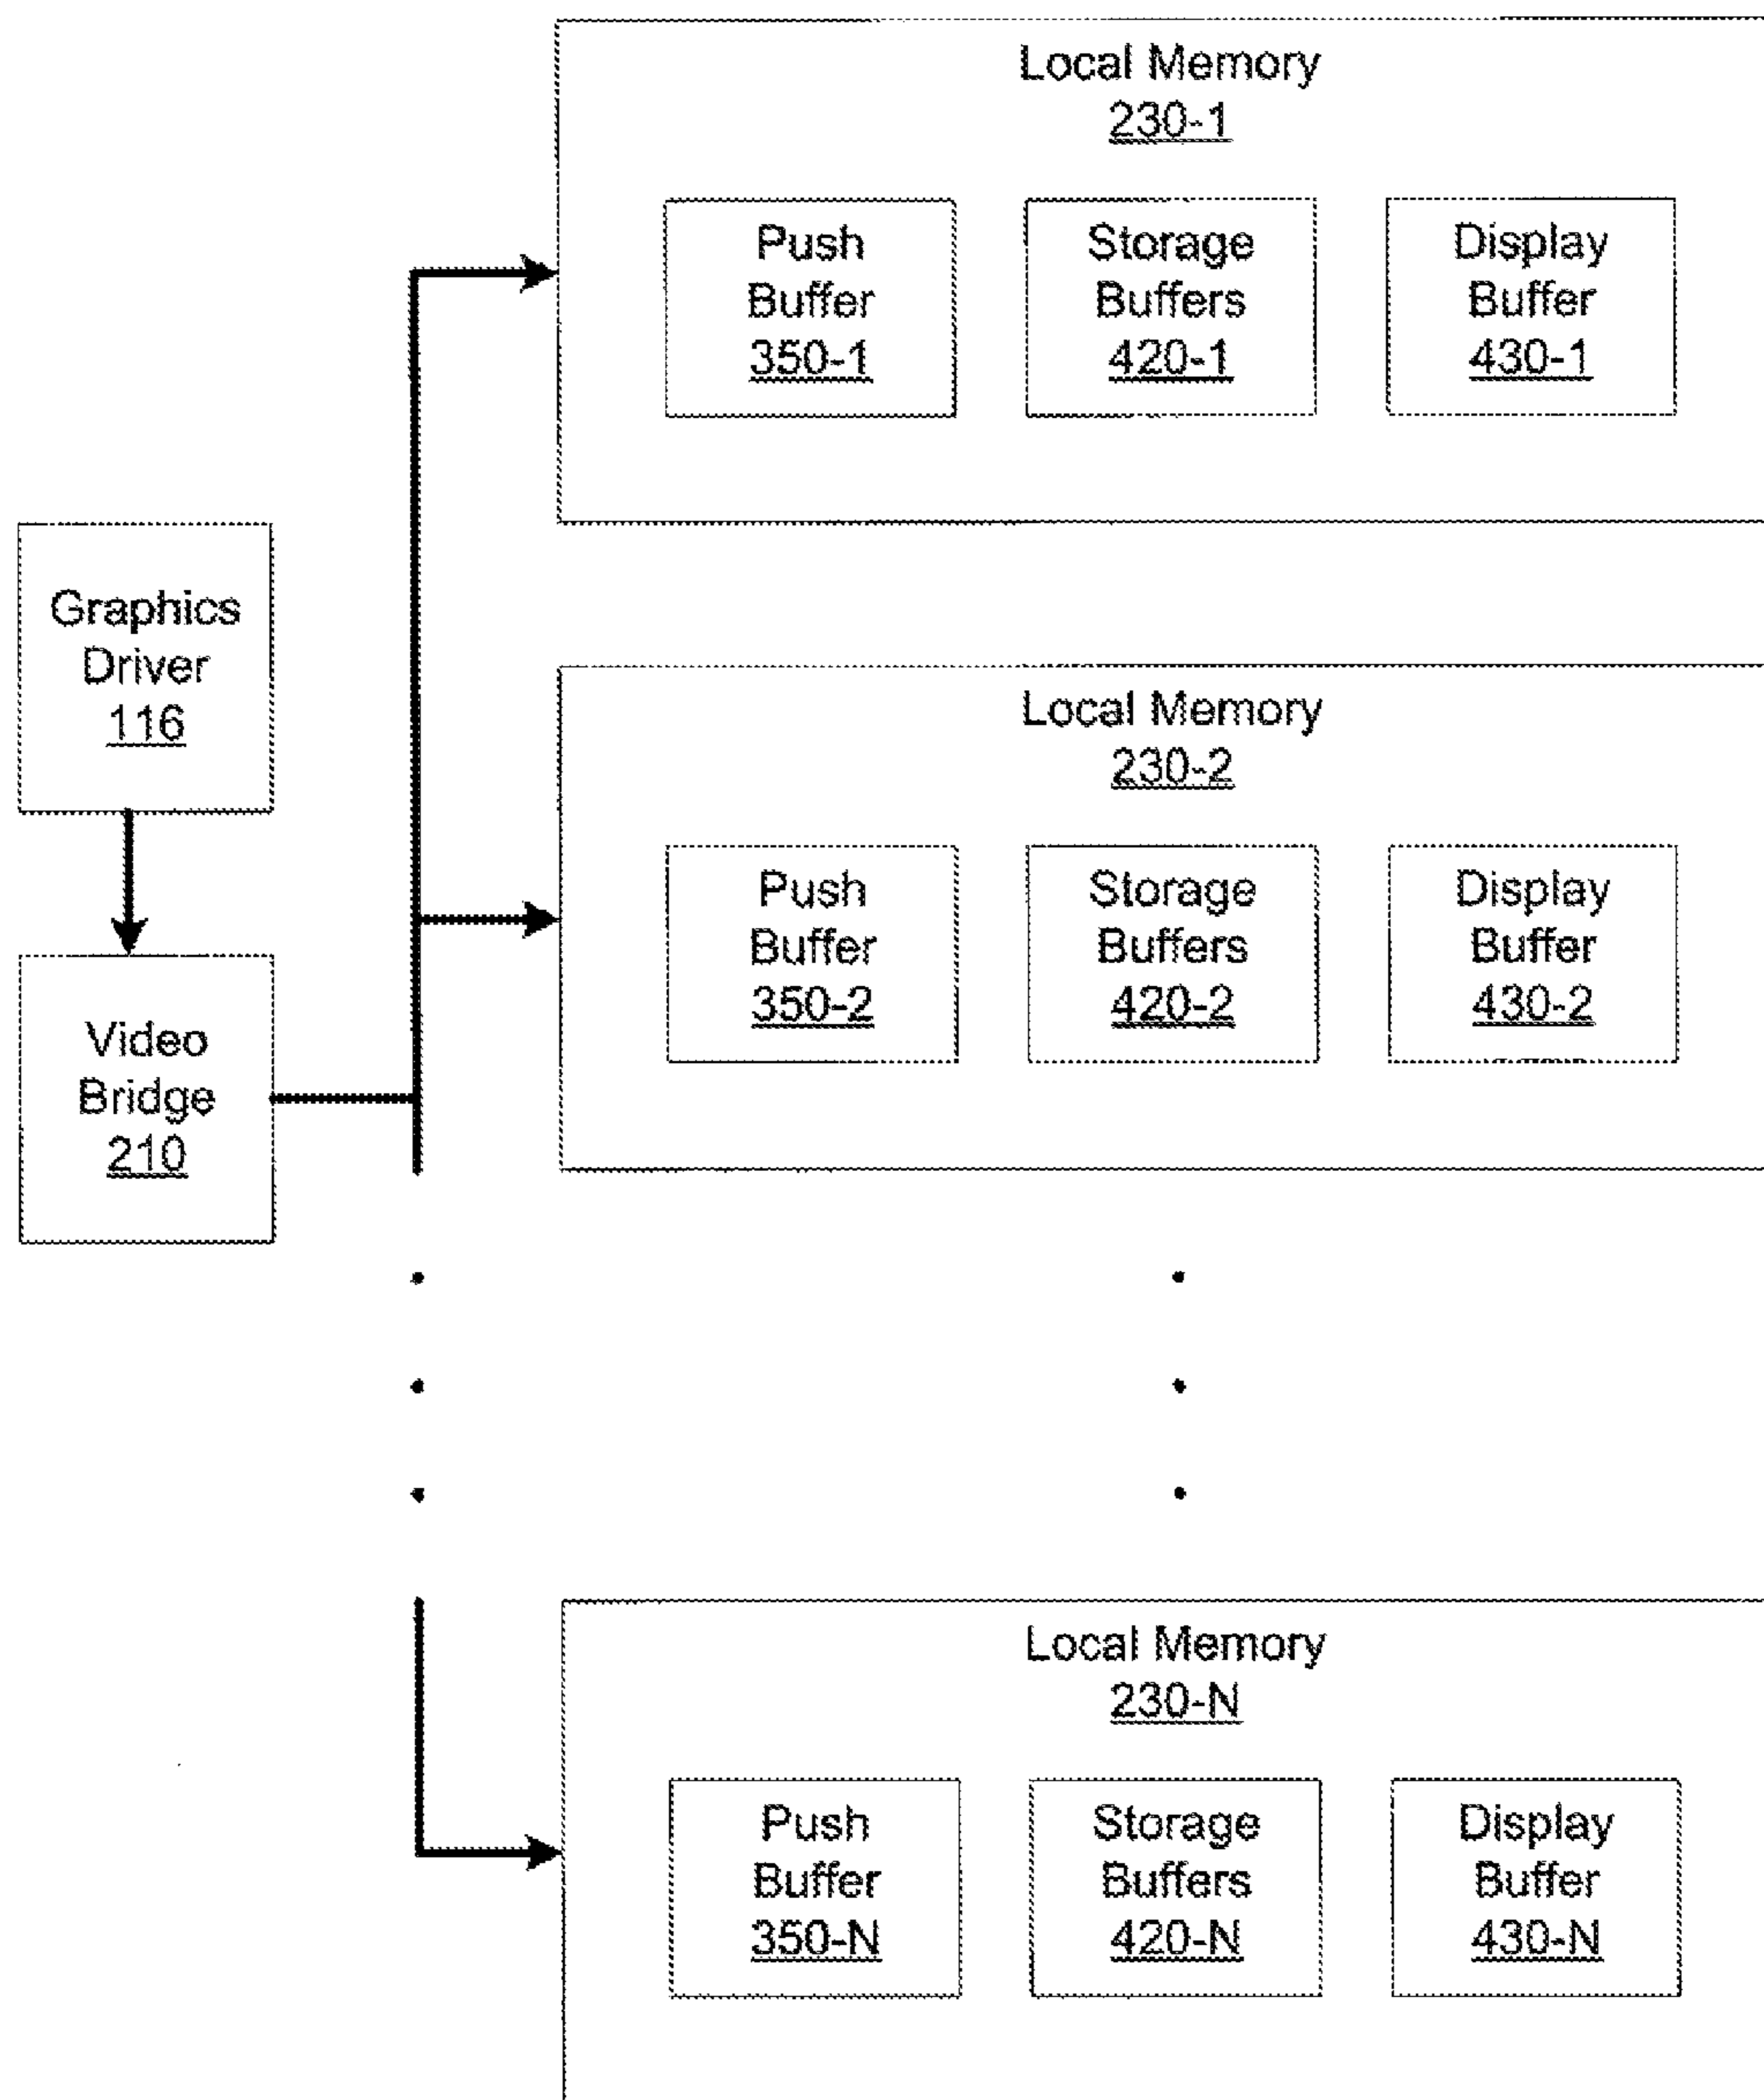 Local Memory
230-1
Push
Buffer
350-1
Storage
Buffers
420-1
Display
Buffer
430-1
Graphics
Driver
116
Local Memory
230-2
Push
Buffer
350-2
Storage
Buffers
420-2
Display
Buffer
430-2
Video
Bridge
210
Local Memory
230-N
Push
Buffer
350-N
Storage
Buffers
420-N
Display
Buffer
430-N